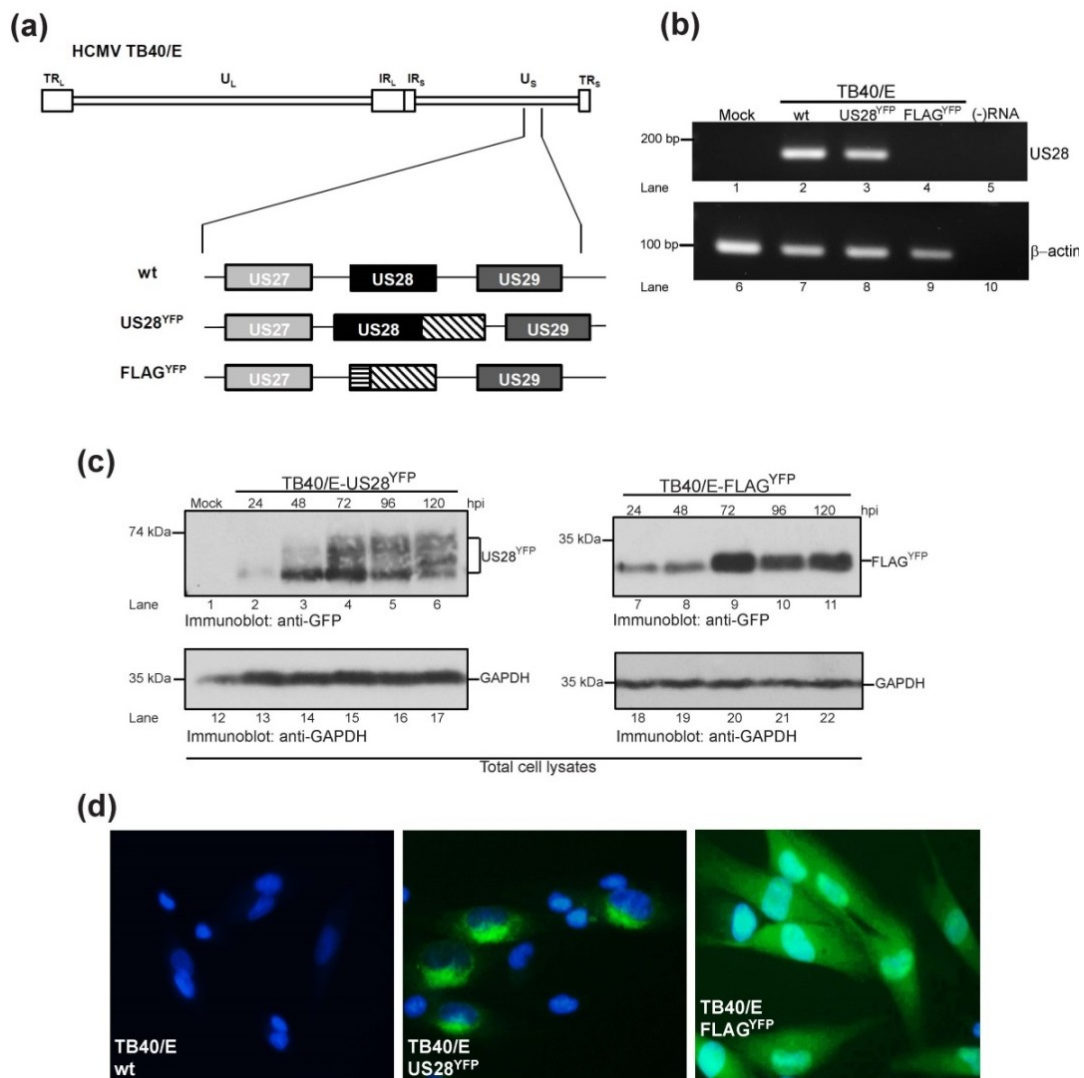 (a)
HCMV TB40/E
TRL UL IRL IRS US TRS
wt US27 US28 US29
US28YFP US27 US28 US29
FLAGYFP US27 US29
(b)
TB40/E
Mock wt US28YFP FLAGYFP (-)RNA
200 bp US28
Lane 1 2 3 4 5
100 bp β–actin
Lane 6 7 8 9 10
(c)
TB40/E-US28YFP
Mock 24 48 72 96 120 hpi
74 kDa US28YFP
Lane 1 2 3 4 5 6
Immunoblot: anti-GFP
35 kDa GAPDH
Lane 12 13 14 15 16 17
Immunoblot: anti-GAPDH
TB40/E-FLAGYFP
24 48 72 96 120 hpi
35 kDa FLAGYFP
7 8 9 10 11
Immunoblot: anti-GFP
35 kDa GAPDH
18 19 20 21 22
Immunoblot: anti-GAPDH
Total cell lysates
(d)
TB40/E
wt
TB40/E
US28YFP
TB40/E
FLAGYFP